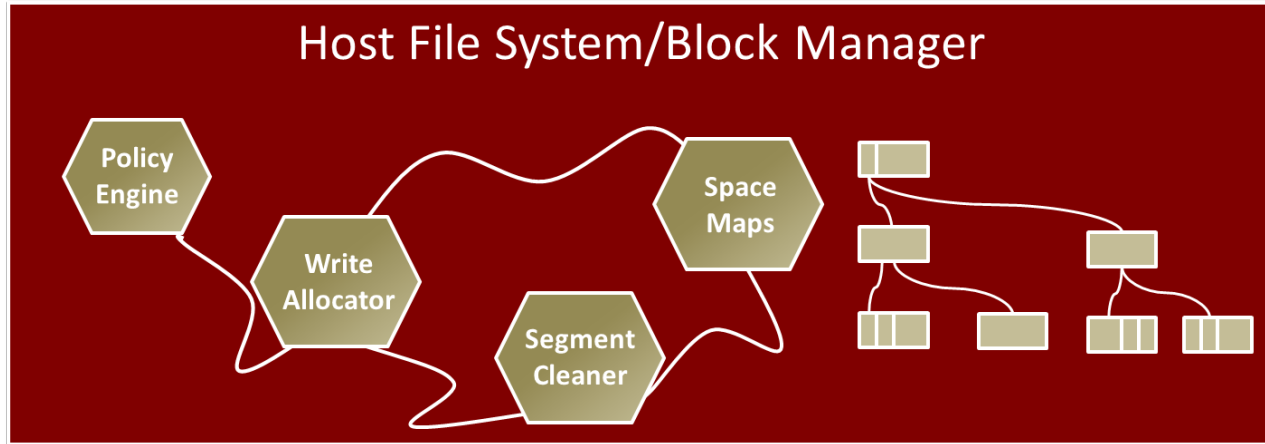 Host File System/Block Manager
Policy
Engine
Write
Allocator
Space
Maps
Segment
Cleaner